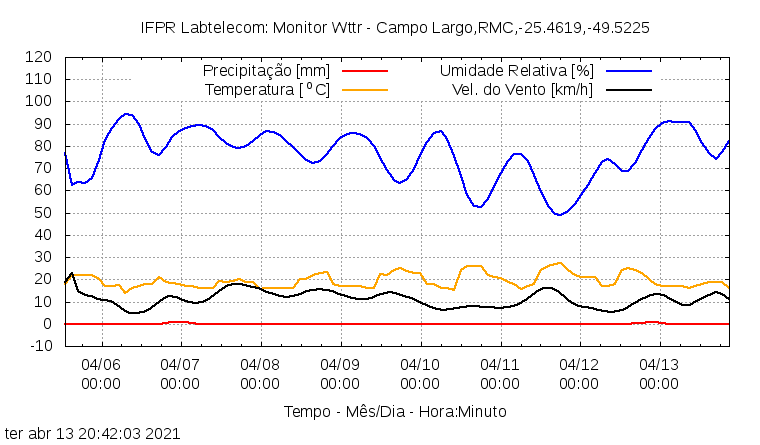 IFPR Labtelecom: Monitor Wttr - Campo Largo,RMC,-25.4619,-49.5225
Precipitação [mm]
Temperatura [⁰C]
Umidade Relativa [%]
Vel. do Vento [km/h]
120
110
100
90
80
70
60
50
40
30
20
10
0
-10
04/06 04/07 04/08 04/09 04/10 04/11 04/12 04/13
00:00 00:00 00:00 00:00 00:00 00:00 00:00 00:00
Tempo - Mês/Dia - Hora:Minuto
ter abr 13 20:42:03 2021